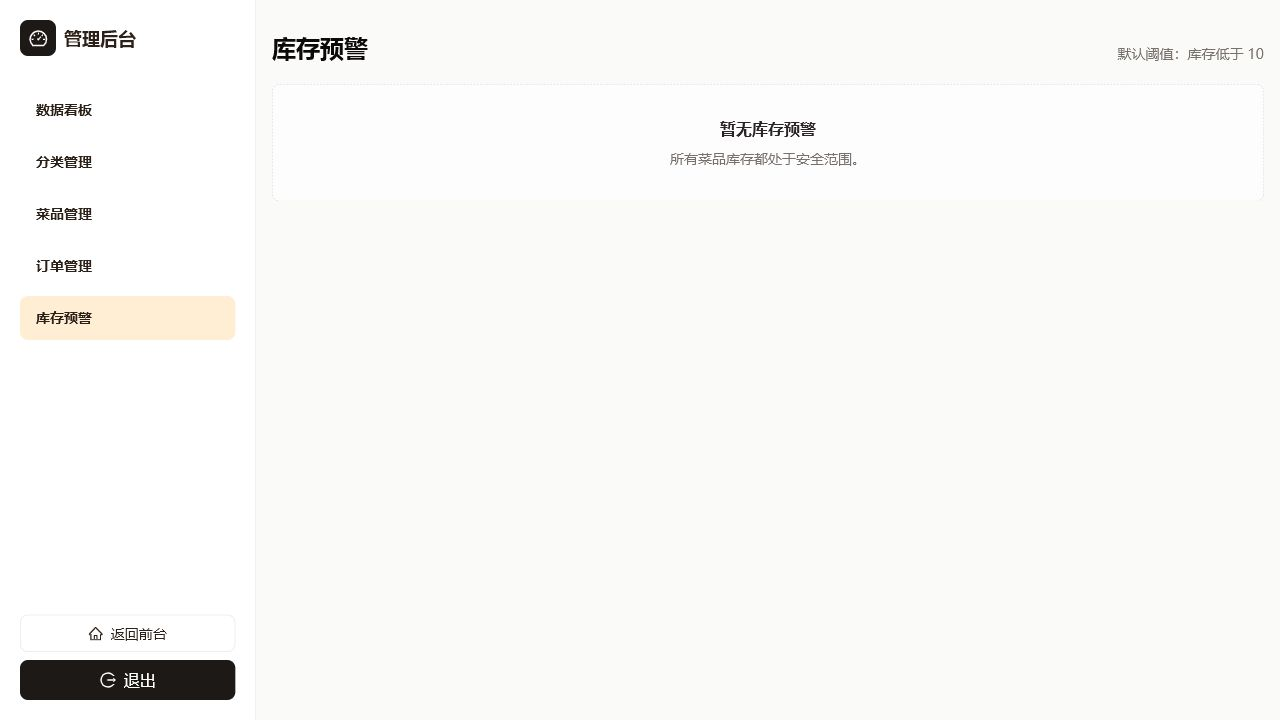 管理后台
数据看板
分类管理
菜品管理
订单管理
库存预警
返回前台
退出
库存预警
默认阈值：库存低于 10
暂无库存预警
所有菜品库存都处于安全范围。